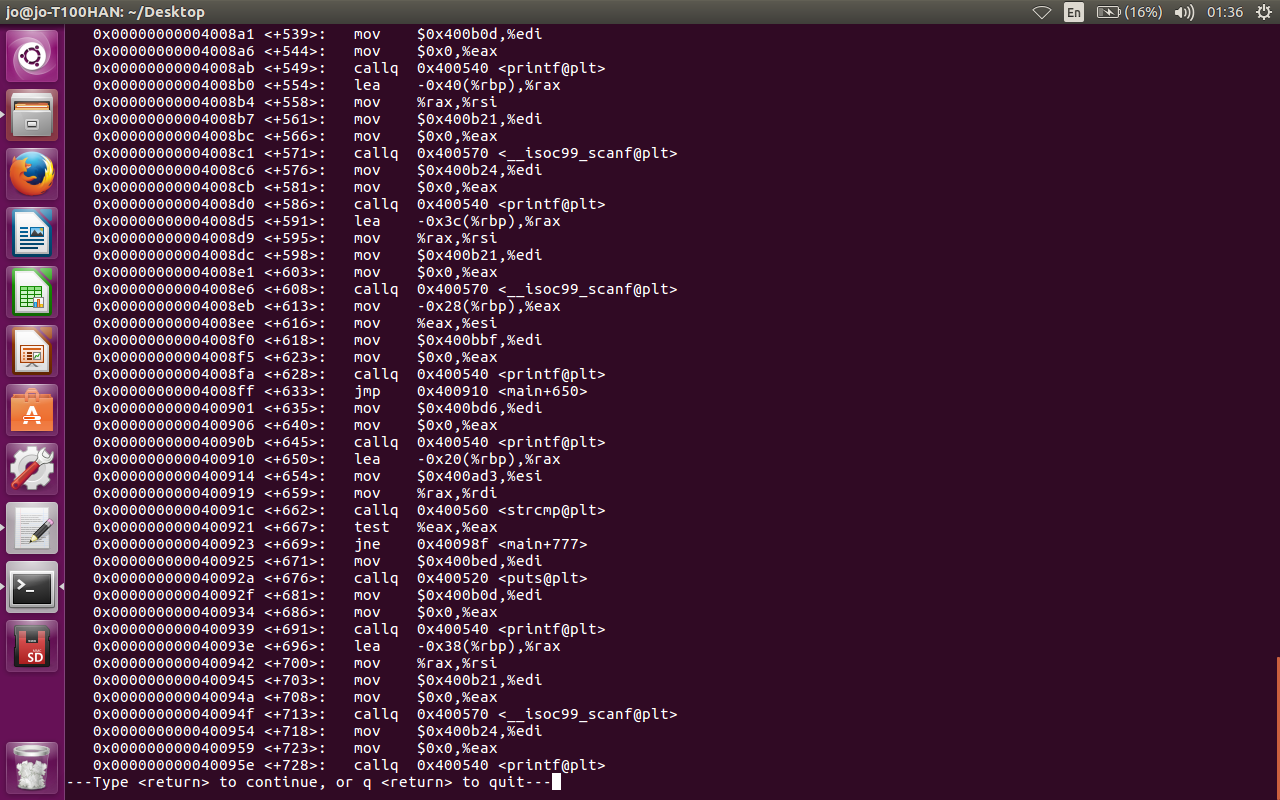 jo@jo-T100HAN: ~/Desktop En (16%) 01:36
0x00000000004008a1 <+539>: mov $0x400b0d,%edi
0x00000000004008a6 <+544>: mov $0x0,%eax
0x00000000004008ab <+549>: callq 0x400540 <printf@plt>
0x00000000004008b0 <+554>: lea -0x40(%rbp),%rax
0x00000000004008b4 <+558>: mov %rax,%rsi
0x00000000004008b7 <+561>: mov $0x400b21,%edi
0x00000000004008bc <+566>: mov $0x0,%eax
0x00000000004008c1 <+571>: callq 0x400570 <__isoc99_scanf@plt>
0x00000000004008c6 <+576>: mov $0x400b24,%edi
0x00000000004008cb <+581>: mov $0x0,%eax
0x00000000004008d0 <+586>: callq 0x400540 <printf@plt>
0x00000000004008d5 <+591>: lea -0x3c(%rbp),%rax
0x00000000004008d9 <+595>: mov %rax,%rsi
0x00000000004008dc <+598>: mov $0x400b21,%edi
0x00000000004008e1 <+603>: mov $0x0,%eax
0x00000000004008e6 <+608>: callq 0x400570 <__isoc99_scanf@plt>
0x00000000004008eb <+613>: mov -0x28(%rbp),%eax
0x00000000004008ee <+616>: mov %eax,%esi
0x00000000004008f0 <+618>: mov $0x400bbf,%edi
0x00000000004008f5 <+623>: mov $0x0,%eax
0x00000000004008fa <+628>: callq 0x400540 <printf@plt>
0x00000000004008ff <+633>: jmp 0x400910 <main+650>
0x0000000000400901 <+635>: mov $0x400bd6,%edi
0x0000000000400906 <+640>: mov $0x0,%eax
0x000000000040090b <+645>: callq 0x400540 <printf@plt>
0x0000000000400910 <+650>: lea -0x20(%rbp),%rax
0x0000000000400914 <+654>: mov $0x400ad3,%esi
0x0000000000400919 <+659>: mov %rax,%rdi
0x000000000040091c <+662>: callq 0x400560 <strcmp@plt>
0x0000000000400921 <+667>: test %eax,%eax
0x0000000000400923 <+669>: jne 0x40098f <main+777>
0x0000000000400925 <+671>: mov $0x400bed,%edi
0x000000000040092a <+676>: callq 0x400520 <puts@plt>
0x000000000040092f <+681>: mov $0x400b0d,%edi
0x0000000000400934 <+686>: mov $0x0,%eax
0x0000000000400939 <+691>: callq 0x400540 <printf@plt>
0x000000000040093e <+696>: lea -0x38(%rbp),%rax
0x0000000000400942 <+700>: mov %rax,%rsi
0x0000000000400945 <+703>: mov $0x400b21,%edi
0x000000000040094a <+708>: mov $0x0,%eax
0x000000000040094f <+713>: callq 0x400570 <__isoc99_scanf@plt>
0x0000000000400954 <+718>: mov $0x400b24,%edi
0x0000000000400959 <+723>: mov $0x0,%eax
0x000000000040095e <+728>: callq 0x400540 <printf@plt>
---Type <return> to continue, or q <return> to quit---
SD